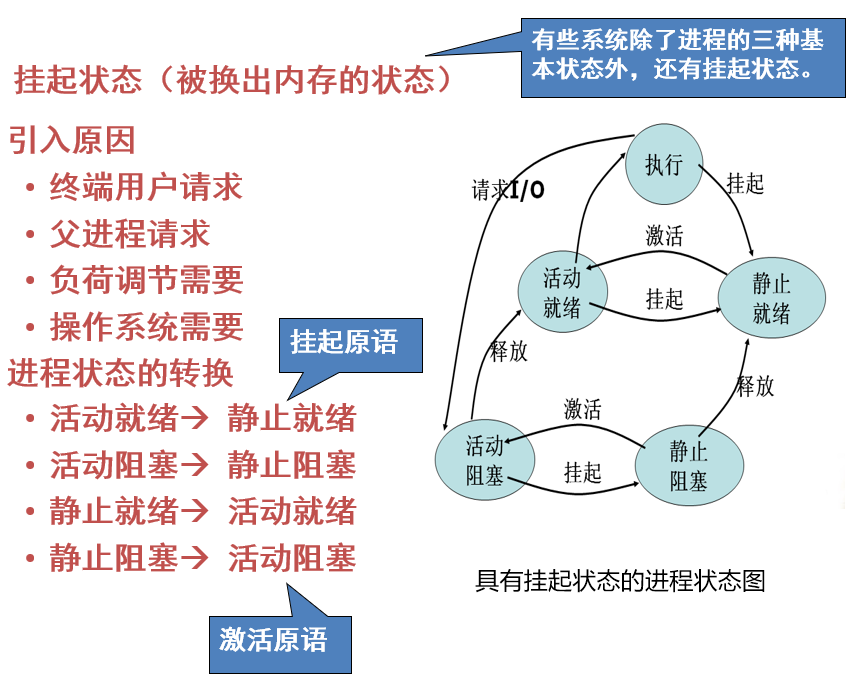 有些系统除了进程的三种基
本状态外，还有挂起状态。
挂起状态（被换出内存的状态）
引入原因
• 终端用户请求
• 父进程请求
• 负荷调节需要
• 操作系统需要
挂起原语
进程状态的转换
• 活动就绪→ 静止就绪
• 活动阻塞→ 静止阻塞
• 静止就绪→ 活动就绪
• 静止阻塞→ 活动阻塞
激活原语
执行
请求I/O
挂起
激活
活动
就绪
静止
就绪
挂起
释放
释放
激活
活动
阻塞
静止
阻塞
挂起
具有挂起状态的进程状态图